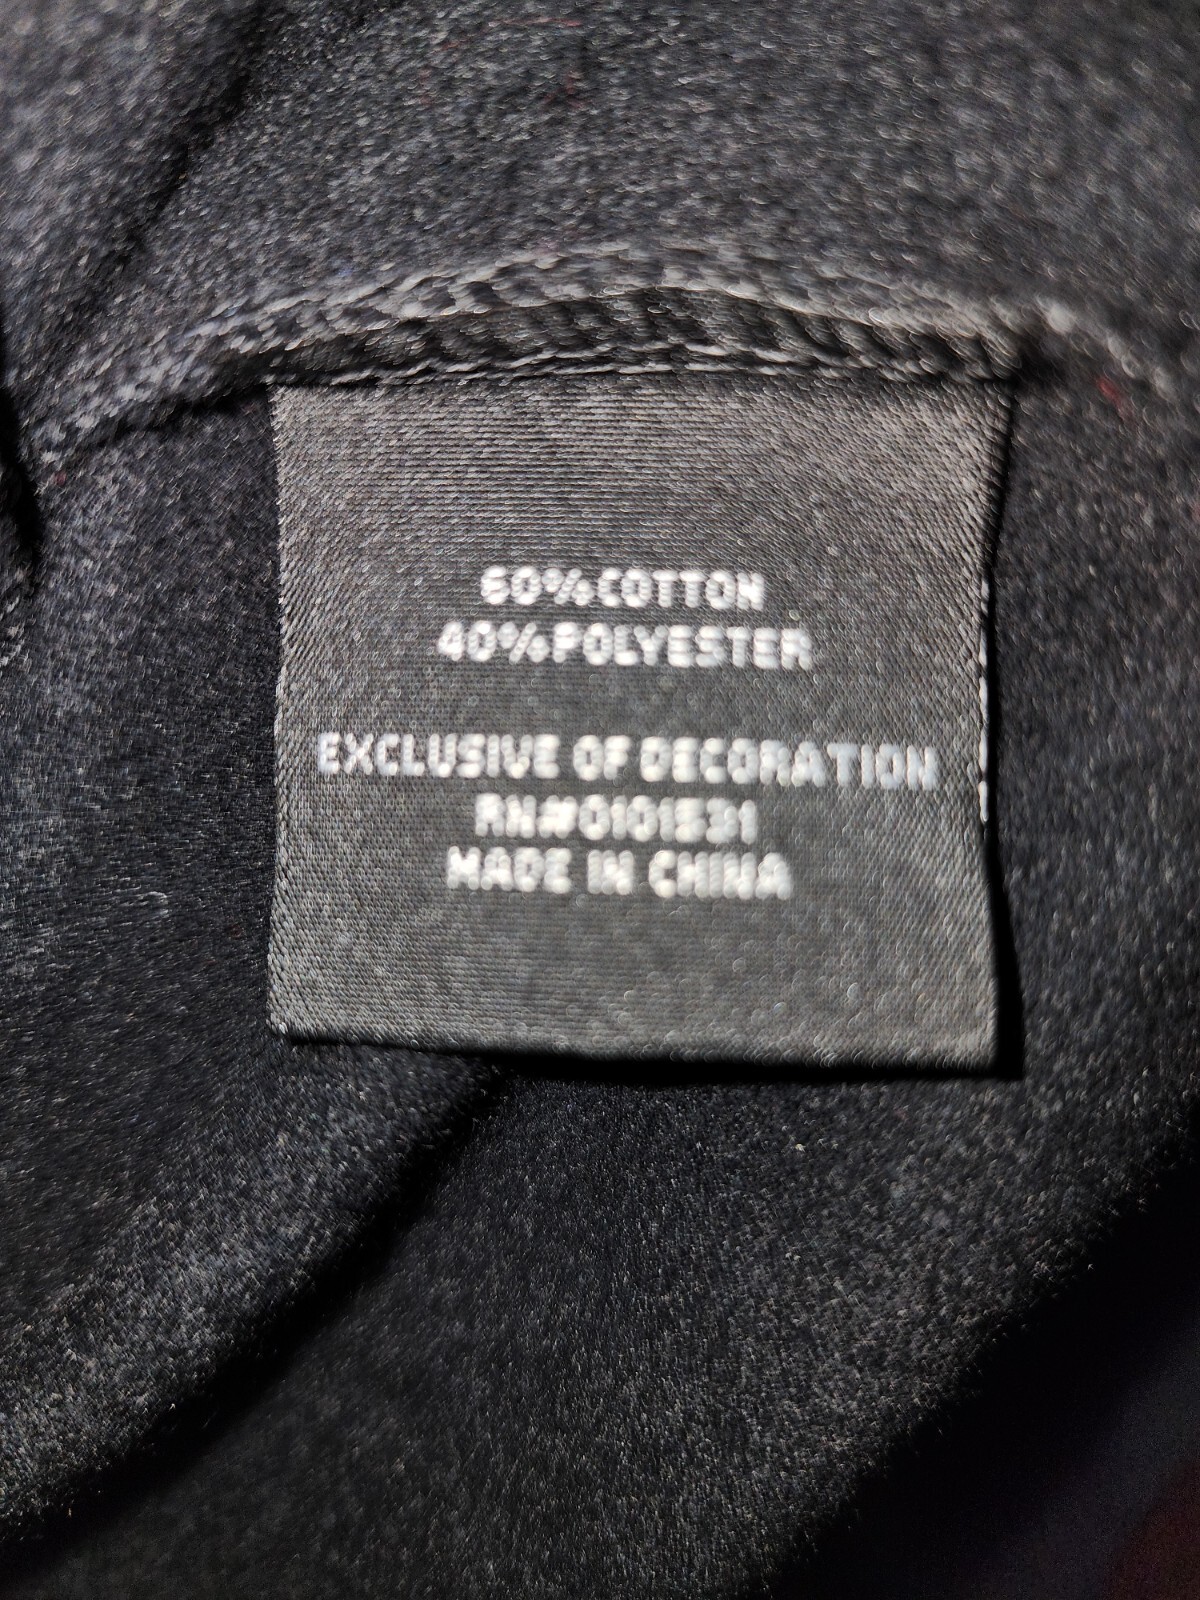 60%COTTON
40%POLYESTER
EXCLUSIVE OF DECORATION
RN#0101531
MADE IN CHINA